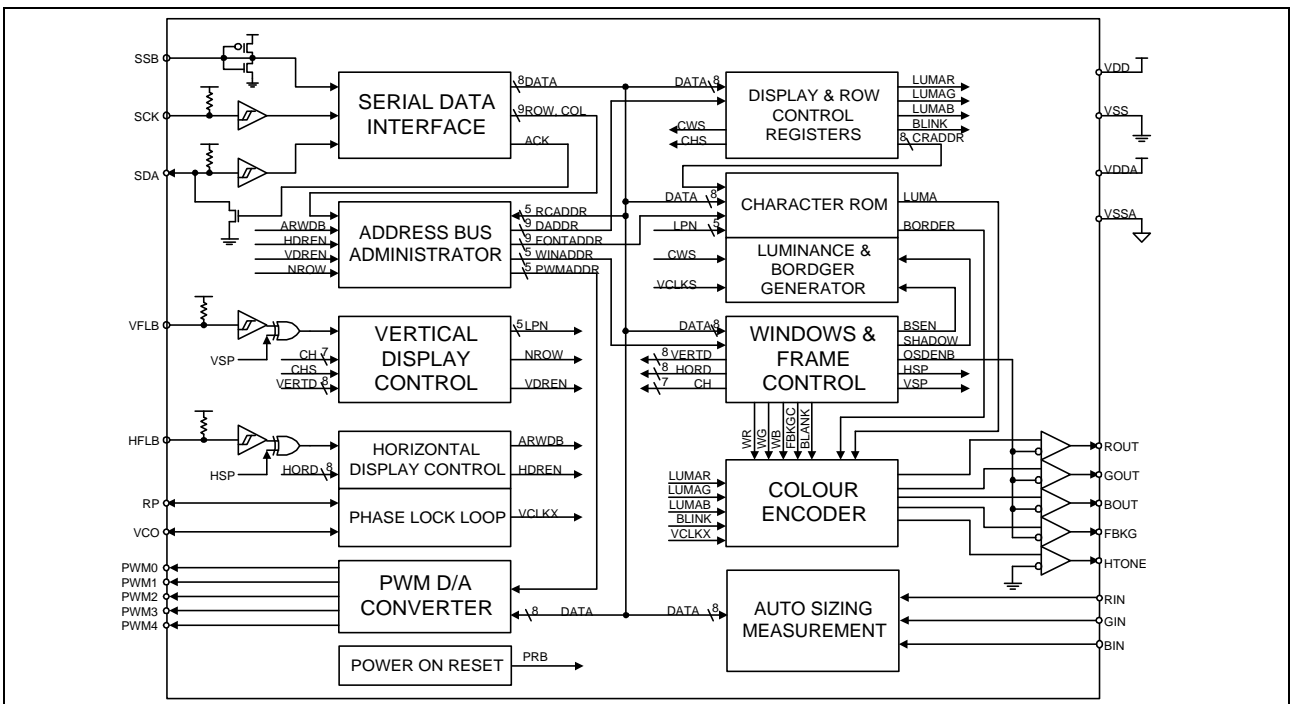 SSB
SCK
SDA
SERIAL DATA
INTERFACE
8 DATA
9 ROW, COL
ACK
ARWDB
HDREN
VDREN
NROW
ADDRESS BUS
ADMINISTRATOR
5 RCADDR
9 DADDR
9 FONTADDR
5 WINADDR
5 PWMADDR
VFLB
VSP
CH 7
CHS
VERTD 8
VERTICAL
DISPLAY
CONTROL
5 LPN
NROW
VDREN
HFLB
HSP
HORD 8
HORIZONTAL
DISPLAY CONTROL
ARWDB
HDREN
RP
VCO
PHASE LOCK LOOP
VCLKX
PWM0
PWM1
PWM2
PWM3
PWM4
PWM D/A
CONVERTER
8 DATA
POWER ON RESET
PRB
DATA 8
CWS
CHS
DISPLAY & ROW
CONTROL
REGISTERS
LUMAR
LUMAG
LUMAB
BLINK
8 CRADDR
DATA 8
LPN 5
CWS
VCLKS
CHARACTER ROM
LUMINANCE &
BORDGER
GENERATOR
LUMA
BORDER
DATA 8
8 VERTD
8 HORD
7 CH
WINDOWS &
FRAME
CONTROL
BSEN
SHADOW
OSDENB
HSP
VSP
WR
WG
WB
FBKGC
BLANK
LUMAR
LUMAG
LUMAB
BLINK
VCLKX
COLOUR
ENCODER
DATA 8
AUTO SIZING
MEASUREMENT
VDD
VSS
VDDA
VSSA
ROUT
GOUT
BOUT
FBKG
HTONE
RIN
GIN
BIN